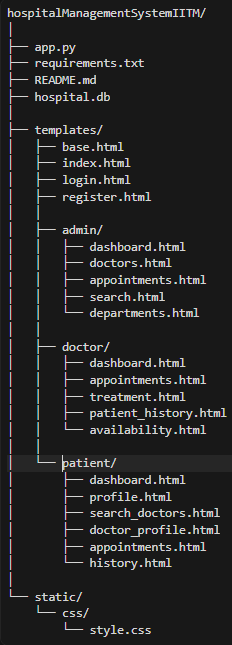 hospitalManagementSystemIITM/
│
├── app.py
├── requirements.txt
├── README.md
├── hospital.db
│
├── templates/
│   ├── base.html
│   ├── index.html
│   ├── login.html
│   ├── register.html
│   │
│   ├── admin/
│   │   ├── dashboard.html
│   │   ├── doctors.html
│   │   ├── appointments.html
│   │   ├── search.html
│   │   └── departments.html
│   │
│   ├── doctor/
│   │   ├── dashboard.html
│   │   ├── appointments.html
│   │   ├── treatment.html
│   │   ├── patient_history.html
│   │   └── availability.html
│   │
│   └── patient/
│       ├── dashboard.html
│       ├── profile.html
│       ├── search_doctors.html
│       ├── doctor_profile.html
│       ├── appointments.html
│       └── history.html
│
└── static/
    └── css/
        └── style.css